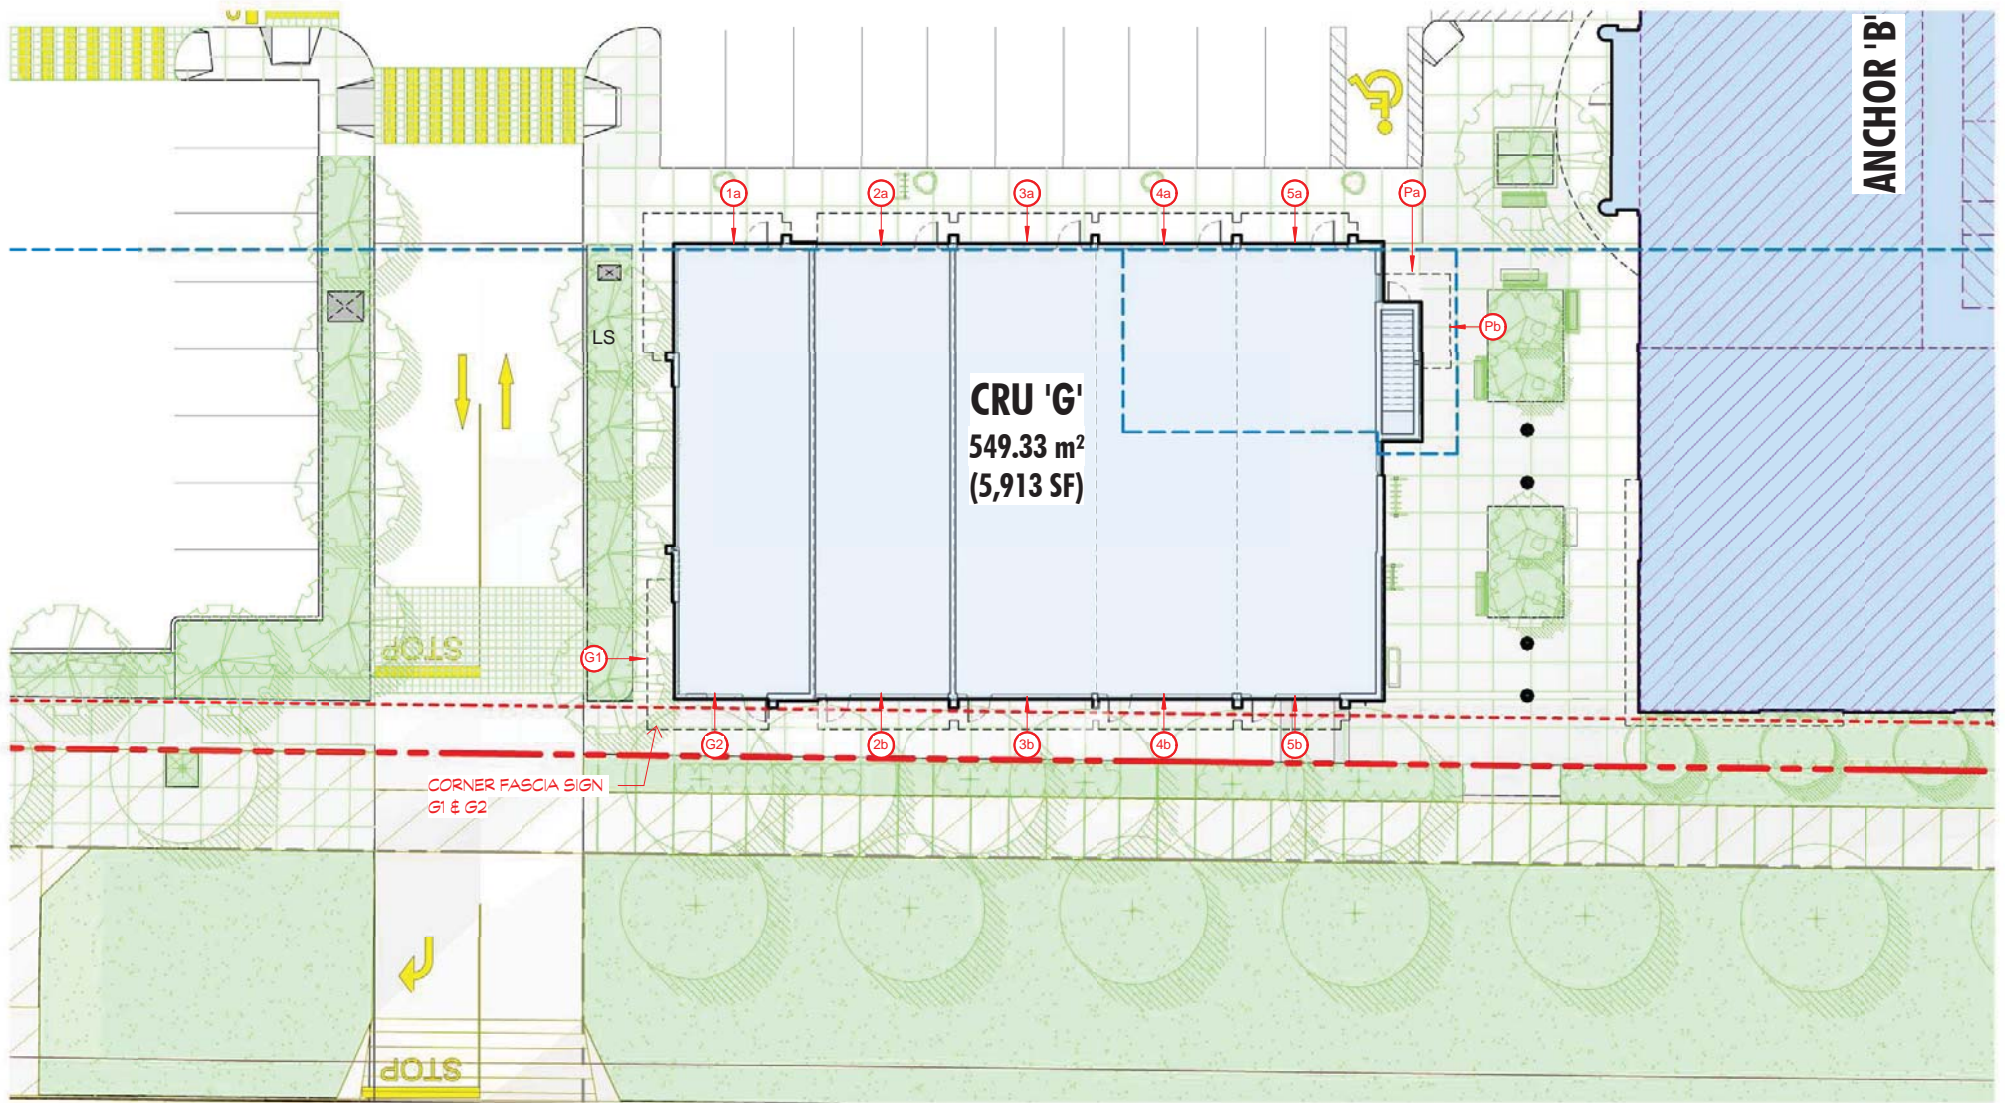 ANCHOR 'B'
1a
2a
3a
4a
5a
Pa
Pb
LS
CRU 'G'
549.33 m²
(5,913 SF)
STOP
G1
G2
2b
3b
4b
5b
CORNER FASCIA SIGN
G1 & G2
STOP